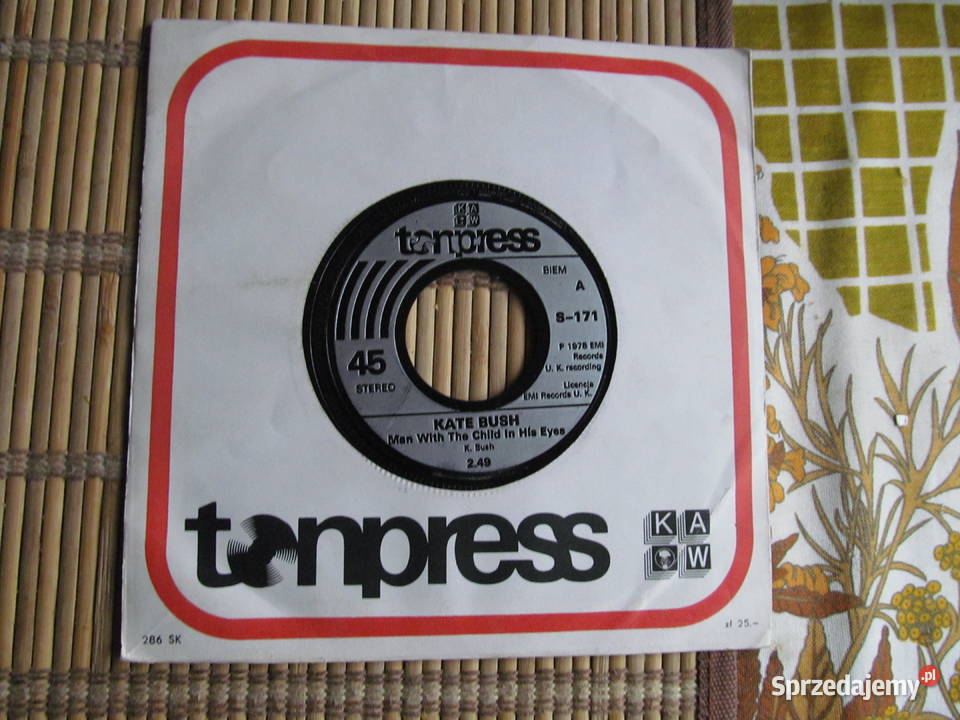 KA
W
tonpress
BIEM
A
S-171
P 1978 EMI
Records
U. K. recording
Licencja
EMI Records U. K.
45
STEREO
KATE BUSH
Man With The Child In His Eyes
K. Bush
2.49
tonpress
K A
W
286 SK
zł 25.–
Sprzedajemy.pl